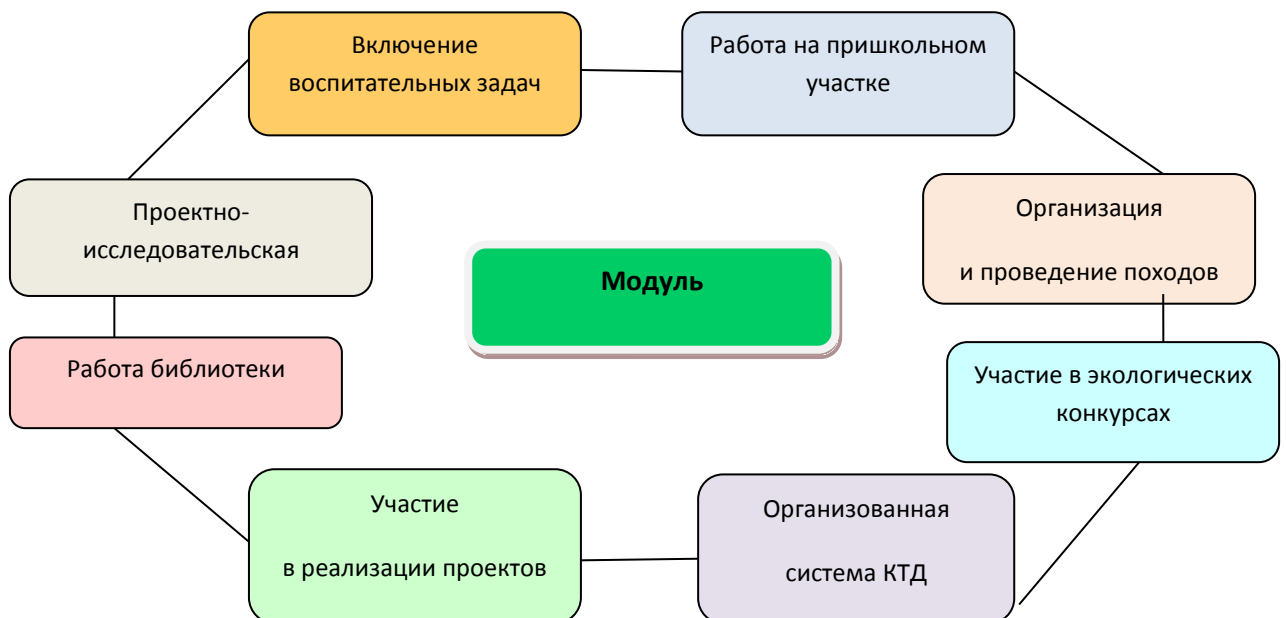 Включение
воспитательных задач
Работа на пришкольном
участке
Проектно-
исследовательская
Организация
и проведение походов
Модуль
Работа библиотеки
Участие в экологических
конкурсах
Участие
в реализации проектов
Организованная
система КТД